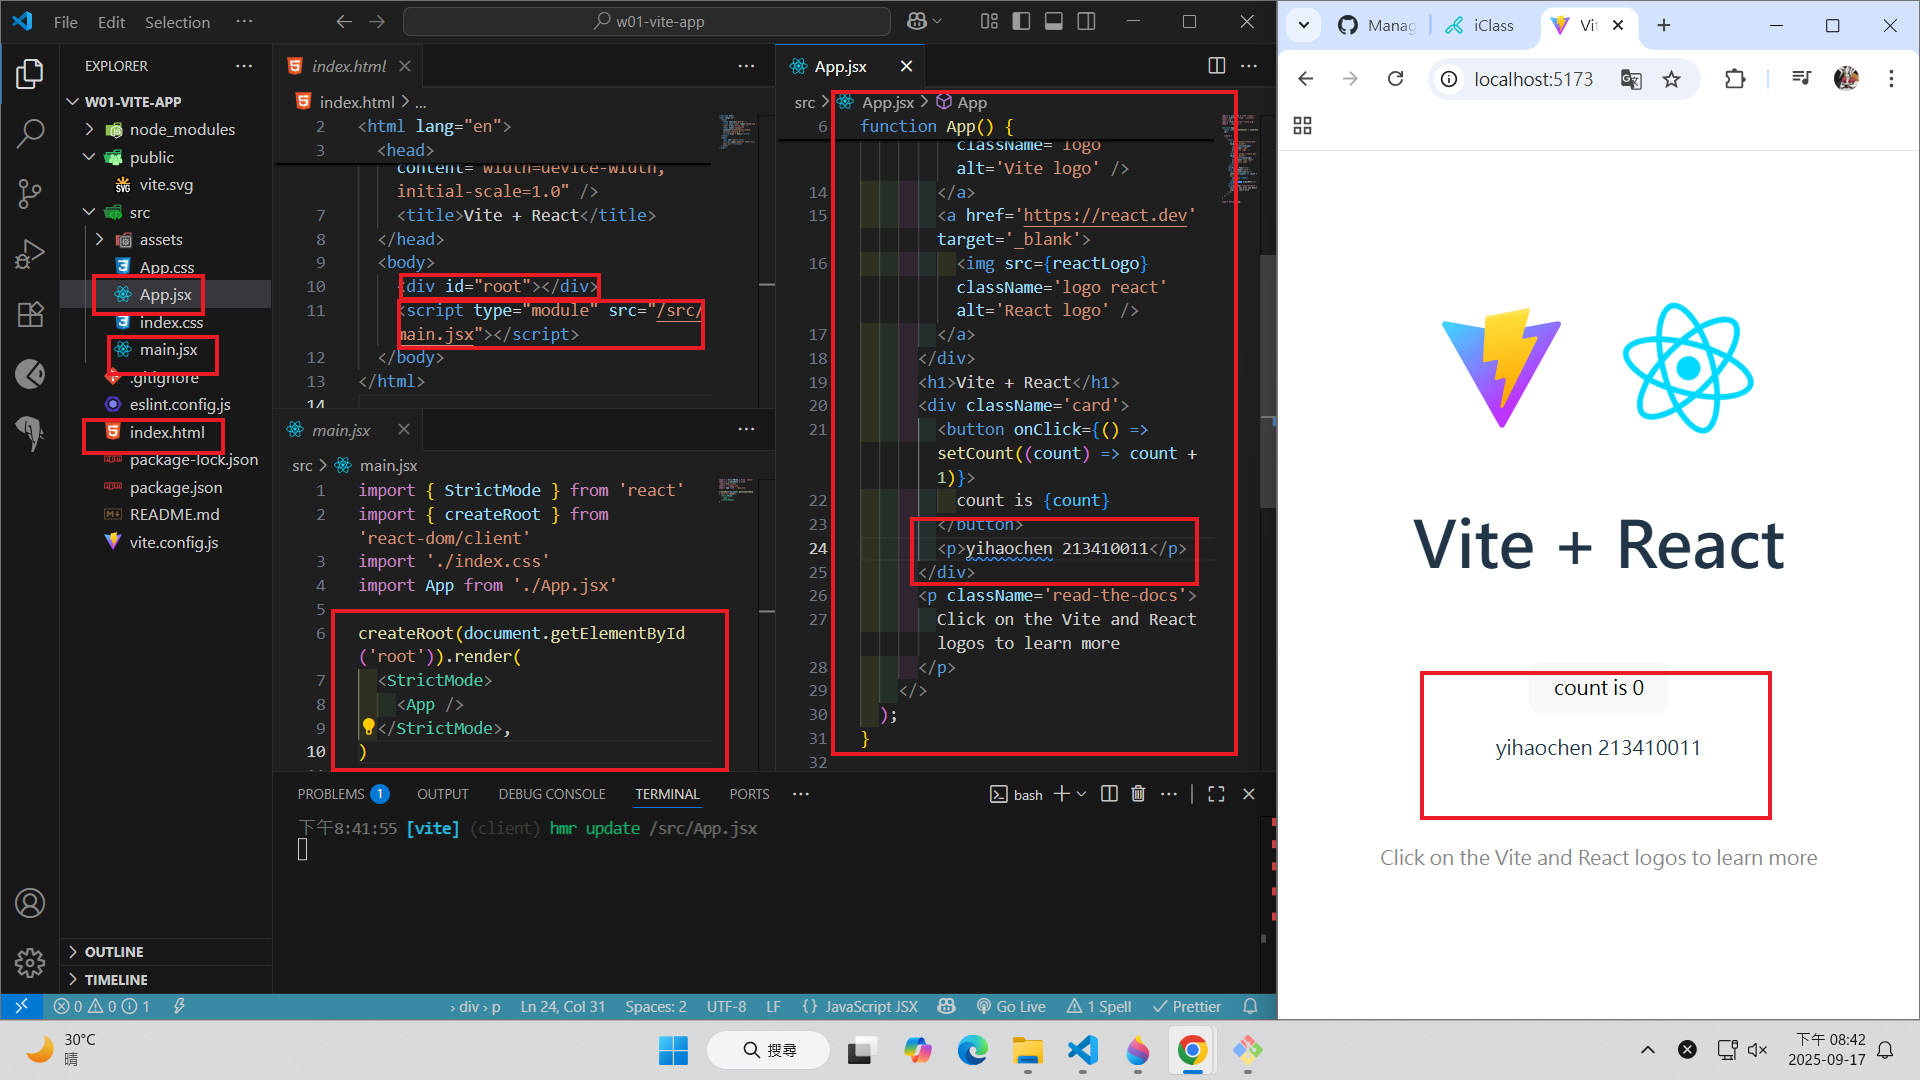 File Edit Selection ···
w01-vite-app
EXPLORER ···
W01-VITE-APP
node_modules
public
vite.svg
src
assets
App.css
App.jsx
index.css
main.jsx
.gitignore
eslint.config.js
index.html
package-lock.json
package.json
README.md
vite.config.js
OUTLINE
TIMELINE
index.html ···
index.html > ...
2 <html lang="en">
3 <head>
content="width=device-width,
initial-scale=1.0" />
7 <title>Vite + React</title>
8 </head>
9 <body>
10 <div id="root"></div>
11 <script type="module" src="/src/
main.jsx"></script>
12 </body>
13 </html>
14
main.jsx ···
src > main.jsx
1 import { StrictMode } from 'react'
2 import { createRoot } from
'react-dom/client'
3 import './index.css'
4 import App from './App.jsx'
5
6 createRoot(document.getElementById
('root')).render(
7 <StrictMode>
8 <App />
9 </StrictMode>,
10 )
App.jsx ···
src > App.jsx > App
6 function App() {
className='logo'
alt='Vite logo' />
14 </a>
15 <a href='https://react.dev'
target='_blank'>
16 <img src={reactLogo}
className='logo react'
alt='React logo' />
17 </a>
18 </div>
19 <h1>Vite + React</h1>
20 <div className='card'>
21 <button onClick={() =>
setCount((count) => count +
1)}>
22 count is {count}
23 </button>
24 <p>yihaochen 213410011</p>
25 </div>
26 <p className='read-the-docs'>
27 Click on the Vite and React
logos to learn more
28 </p>
29 </>
30 );
31 }
32
PROBLEMS 1 OUTPUT DEBUG CONSOLE TERMINAL PORTS ···
bash
下午8:41:55 [vite] (client) hmr update /src/App.jsx
0 0 1
› div › p Ln 24, Col 31 Spaces: 2 UTF-8 LF {} JavaScript JSX Go Live 1 Spell Prettier
Manag iClass Vit
localhost:5173
Vite + React
count is 0
yihaochen 213410011
Click on the Vite and React logos to learn more
30°C
晴
搜尋
下午 08:42
2025-09-17